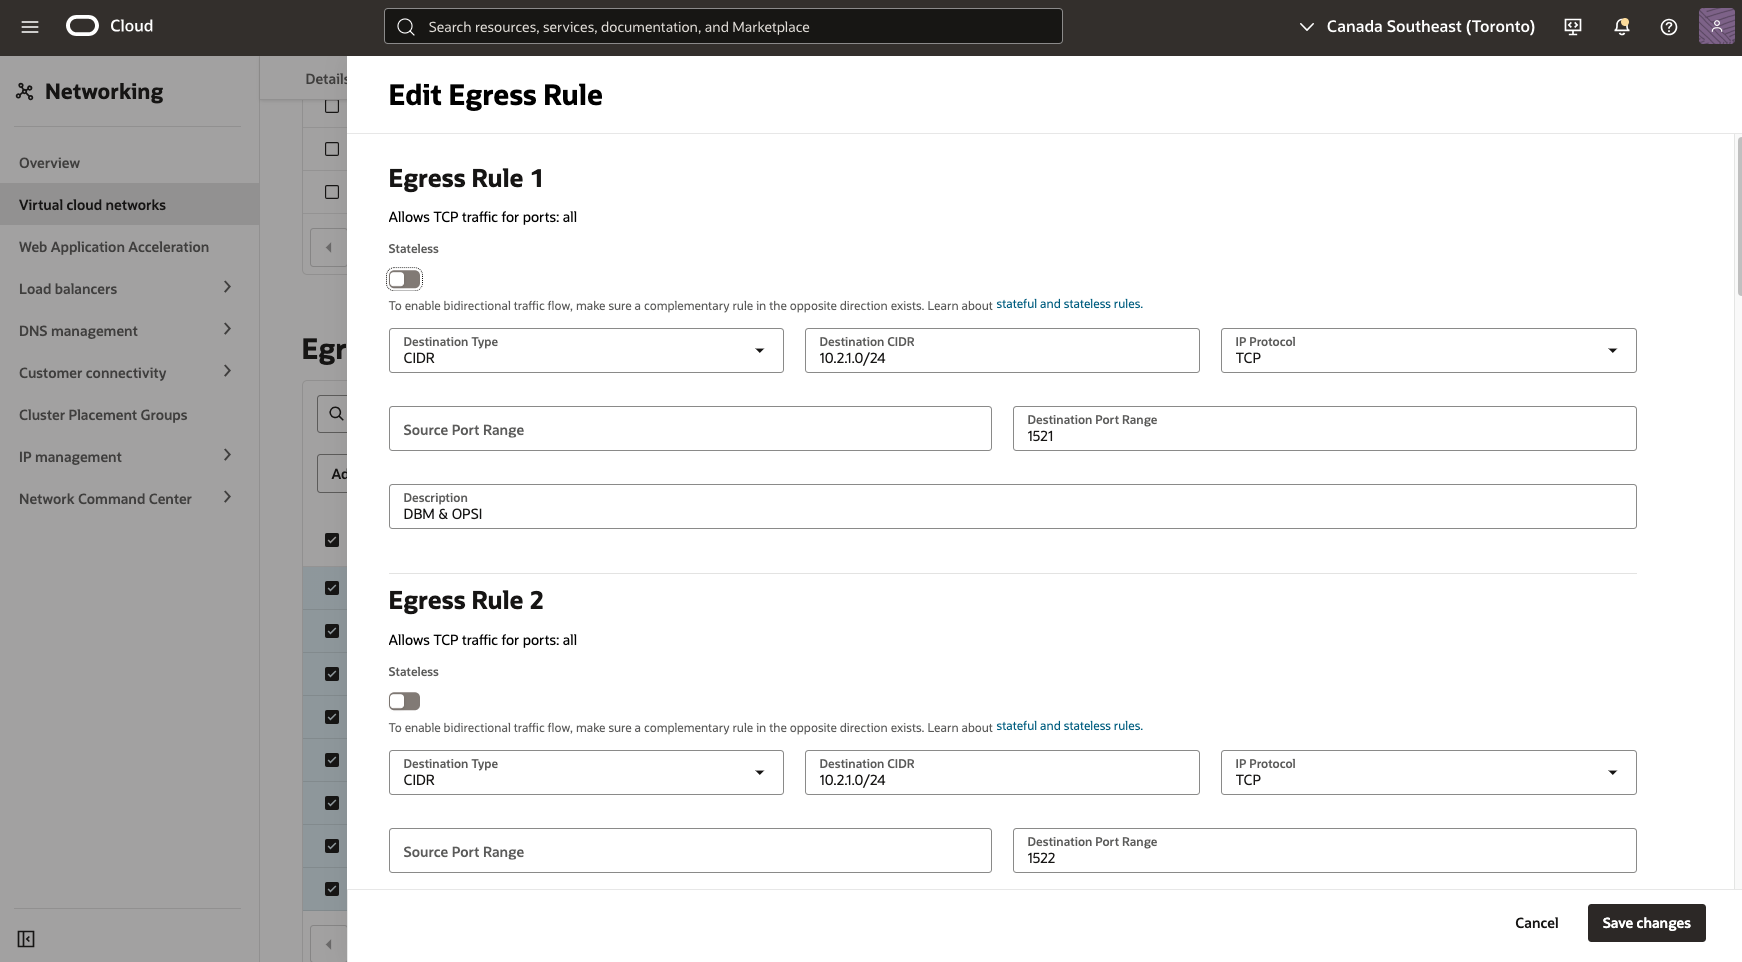 Cloud
Search resources, services, documentation, and Marketplace
Canada Southeast (Toronto)
Networking
Overview
Virtual cloud networks
Web Application Acceleration
Load balancers
DNS management
Customer connectivity
Cluster Placement Groups
IP management
Network Command Center
Details
Egr
Ad
Edit Egress Rule
Egress Rule 1
Allows TCP traffic for ports: all
Stateless
To enable bidirectional traffic flow, make sure a complementary rule in the opposite direction exists. Learn about stateful and stateless rules.
Destination Type
CIDR
Destination CIDR
10.2.1.0/24
IP Protocol
TCP
Source Port Range
Destination Port Range
1521
Description
DBM & OPSI
Egress Rule 2
Allows TCP traffic for ports: all
Stateless
To enable bidirectional traffic flow, make sure a complementary rule in the opposite direction exists. Learn about stateful and stateless rules.
Destination Type
CIDR
Destination CIDR
10.2.1.0/24
IP Protocol
TCP
Source Port Range
Destination Port Range
1522
Cancel
Save changes